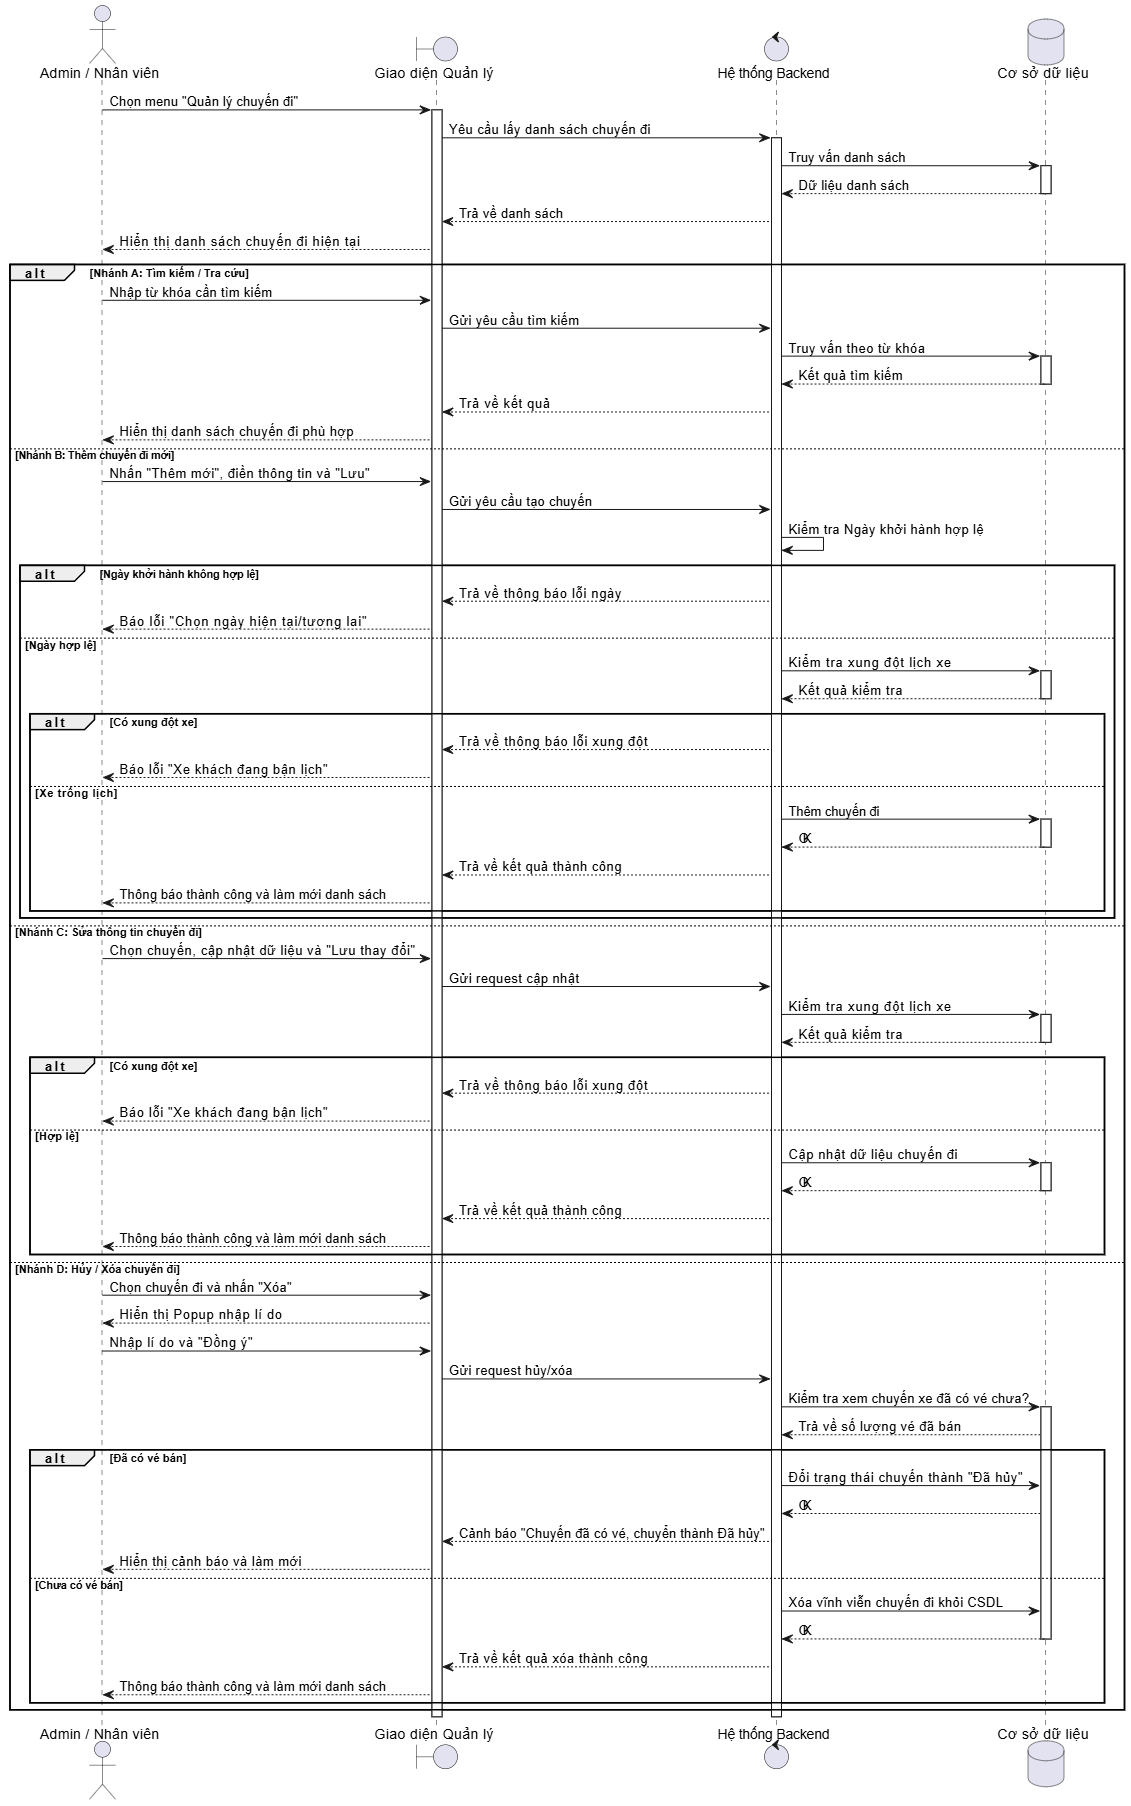 Admin / Nhân viên
Giao diện Quản lý
Hệ thống Backend
Cơ sở dữ liệu
Chọn menu "Quản lý chuyến đi"
Yêu cầu lấy danh sách chuyến đi
Truy vấn danh sách
Dữ liệu danh sách
Trả về danh sách
Hiển thị danh sách chuyến đi hiện tại
alt
[Nhánh A: Tìm kiếm / Tra cứu]
Nhập từ khóa cần tìm kiếm
Gửi yêu cầu tìm kiếm
Truy vấn theo từ khóa
Kết quả tìm kiếm
Trả về kết quả
Hiển thị danh sách chuyến đi phù hợp
[Nhánh B: Thêm chuyến đi mới]
Nhấn "Thêm mới", điền thông tin và "Lưu"
Gửi yêu cầu tạo chuyến
Kiểm tra Ngày khởi hành hợp lệ
alt
[Ngày khởi hành không hợp lệ]
Trả về thông báo lỗi ngày
Báo lỗi "Chọn ngày hiện tại/tương lai"
[Ngày hợp lệ]
Kiểm tra xung đột lịch xe
Kết quả kiểm tra
alt
[Có xung đột xe]
Trả về thông báo lỗi xung đột
Báo lỗi "Xe khách đang bận lịch"
[Xe trống lịch]
Thêm chuyến đi
OK
Trả về kết quả thành công
Thông báo thành công và làm mới danh sách
[Nhánh C: Sửa thông tin chuyến đi]
Chọn chuyến, cập nhật dữ liệu và "Lưu thay đổi"
Gửi request cập nhật
Kiểm tra xung đột lịch xe
Kết quả kiểm tra
alt
[Có xung đột xe]
Trả về thông báo lỗi xung đột
Báo lỗi "Xe khách đang bận lịch"
[Hợp lệ]
Cập nhật dữ liệu chuyến đi
OK
Trả về kết quả thành công
Thông báo thành công và làm mới danh sách
[Nhánh D: Hủy / Xóa chuyến đi]
Chọn chuyến đi và nhấn "Xóa"
Hiển thị Popup nhập lí do
Nhập lí do và "Đồng ý"
Gửi request hủy/xóa
Kiểm tra xem chuyến xe đã có vé chưa?
Trả về số lượng vé đã bán
alt
[Đã có vé bán]
Đổi trạng thái chuyến thành "Đã hủy"
OK
Cảnh báo "Chuyến đã có vé, chuyển thành Đã hủy"
Hiển thị cảnh báo và làm mới
[Chưa có vé bán]
Xóa vĩnh viễn chuyến đi khỏi CSDL
OK
Trả về kết quả xóa thành công
Thông báo thành công và làm mới danh sách
Admin / Nhân viên
Giao diện Quản lý
Hệ thống Backend
Cơ sở dữ liệu